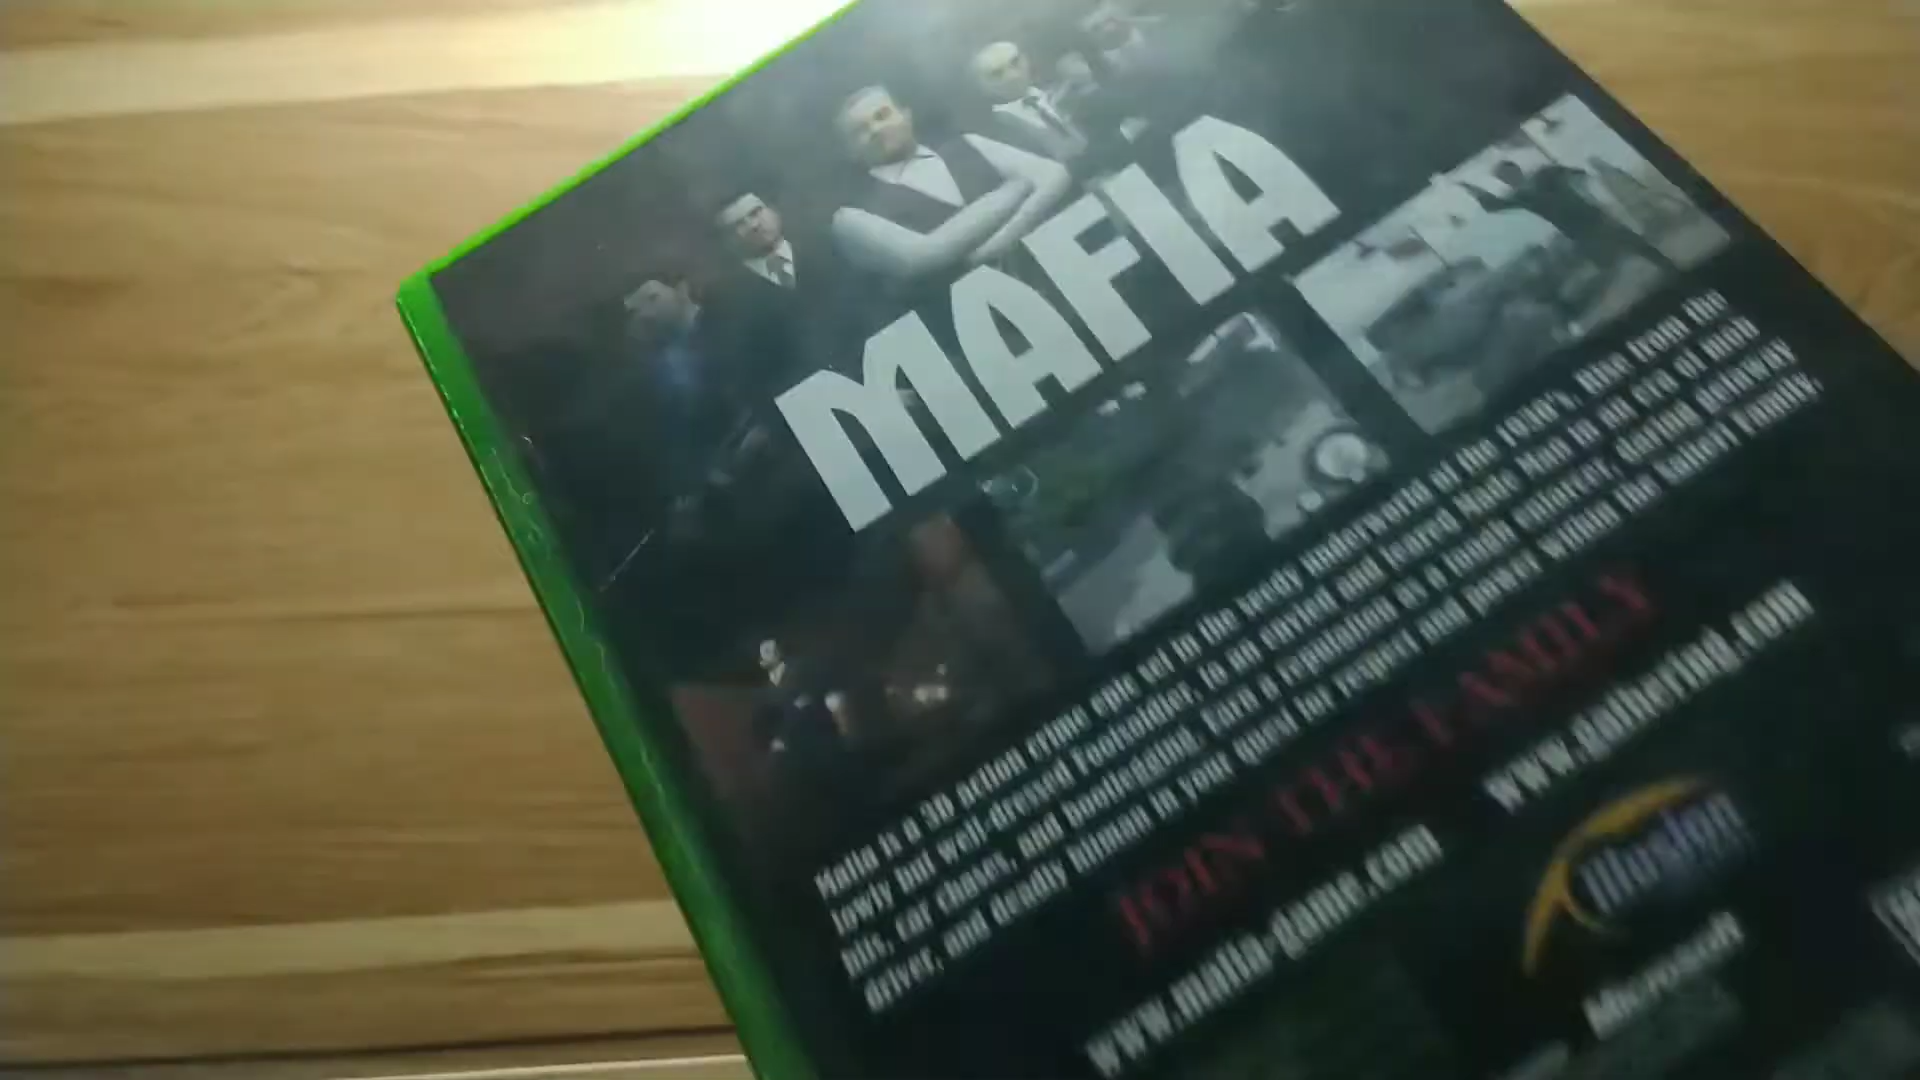 MAFIA
Mafia is a 3D action crime epic set in the seedy underworld of the 1930's. Rise from the
lowly but well-dressed Footsoldier, to an envied and feared Made Man in an era of mob
hits, car chases, and bootlegging. Earn a reputation as a tough enforcer, daring getaway
driver, and deadly hitman in your quest for respect and power within the Salieri Family.
JOIN THE FAMILY
www.mafia-game.com www.gathering.com
illusion
Microsoft